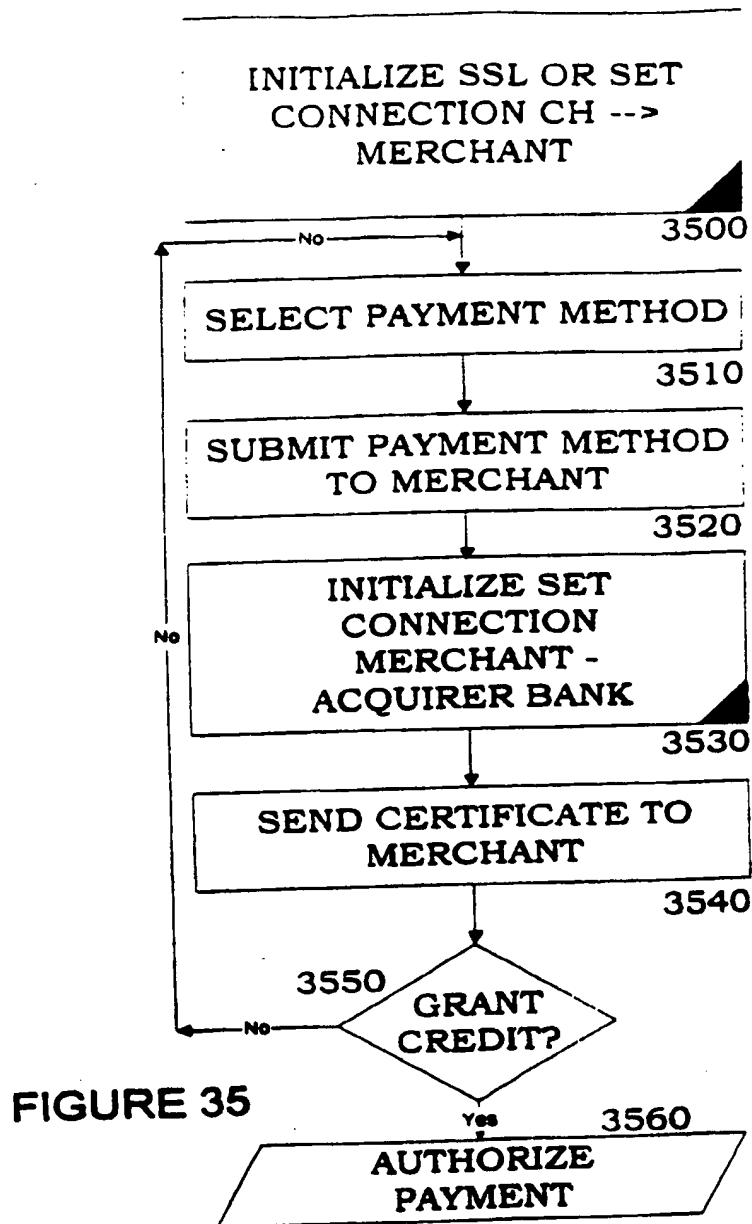 INITIALIZE SSL OR SET
CONNECTION CH -->
MERCHANT
3500
No
SELECT PAYMENT METHOD
3510
SUBMIT PAYMENT METHOD
TO MERCHANT
3520
INITIALIZE SET
CONNECTION
MERCHANT -
ACQUIRER BANK
No
3530
SEND CERTIFICATE TO
MERCHANT
3540
3550
GRANT
CREDIT?
No
FIGURE 35
Yes
3560
AUTHORIZE
PAYMENT